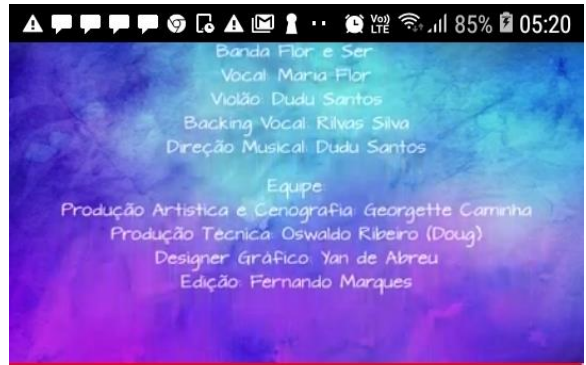 VoD LTE 85% 05:20
Banda Flor e Ser
Vocal: Maria Flor
Violão: Dudu Santos
Backing Vocal: Rilvas Silva
Direção Musical: Dudu Santos
Equipe:
Produção Artística e Cenografia: Georgette Caminha
Produção Técnica: Oswaldo Ribeiro (Doug)
Designer Gráfico: Yan de Abreu
Edição: Fernando Marques